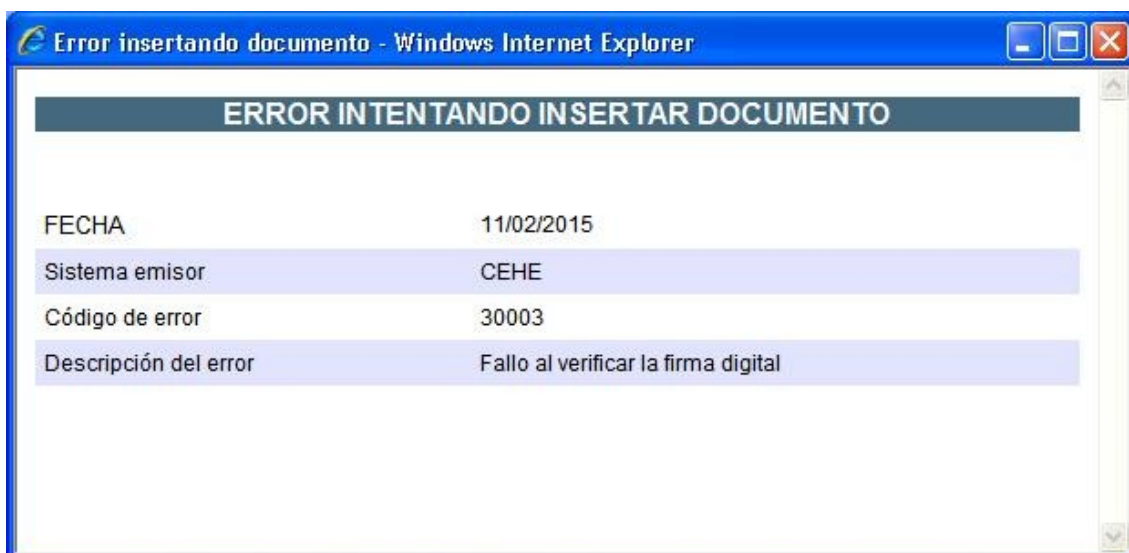 Error insertando documento - Windows Internet Explorer
ERROR INTENTANDO INSERTAR DOCUMENTO
FECHA 11/02/2015
Sistema emisor CEHE
Código de error 30003
Descripción del error Fallo al verificar la firma digital